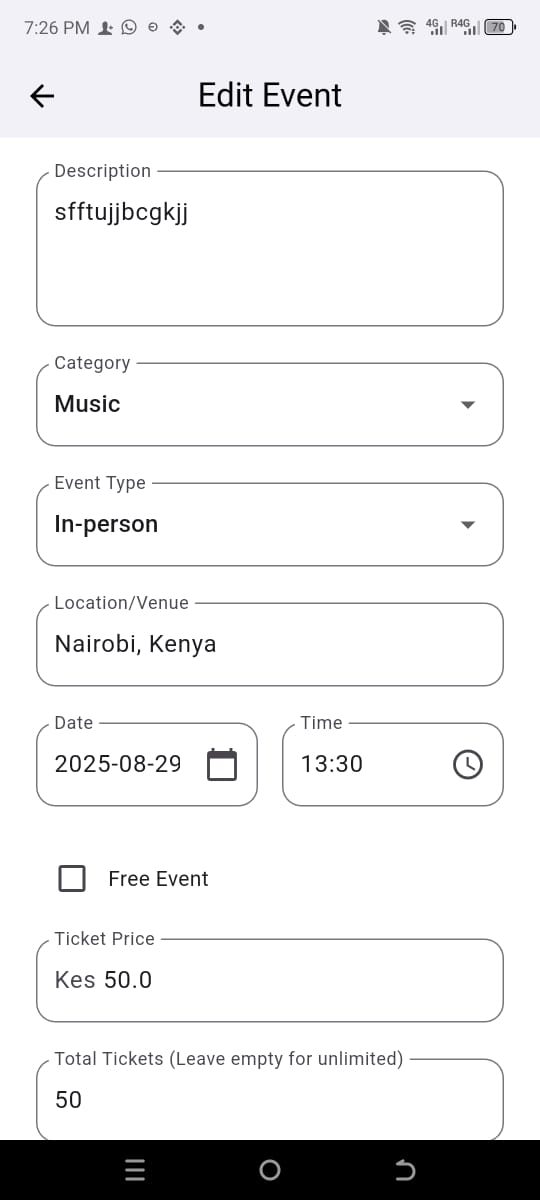 7:26 PM 4G R4G 70
Edit Event
Description
sfftujjbcgkjj
Category
Music
Event Type
In-person
Location/Venue
Nairobi, Kenya
Date Time
2025-08-29 13:30
Free Event
Ticket Price
Kes 50.0
Total Tickets (Leave empty for unlimited)
50